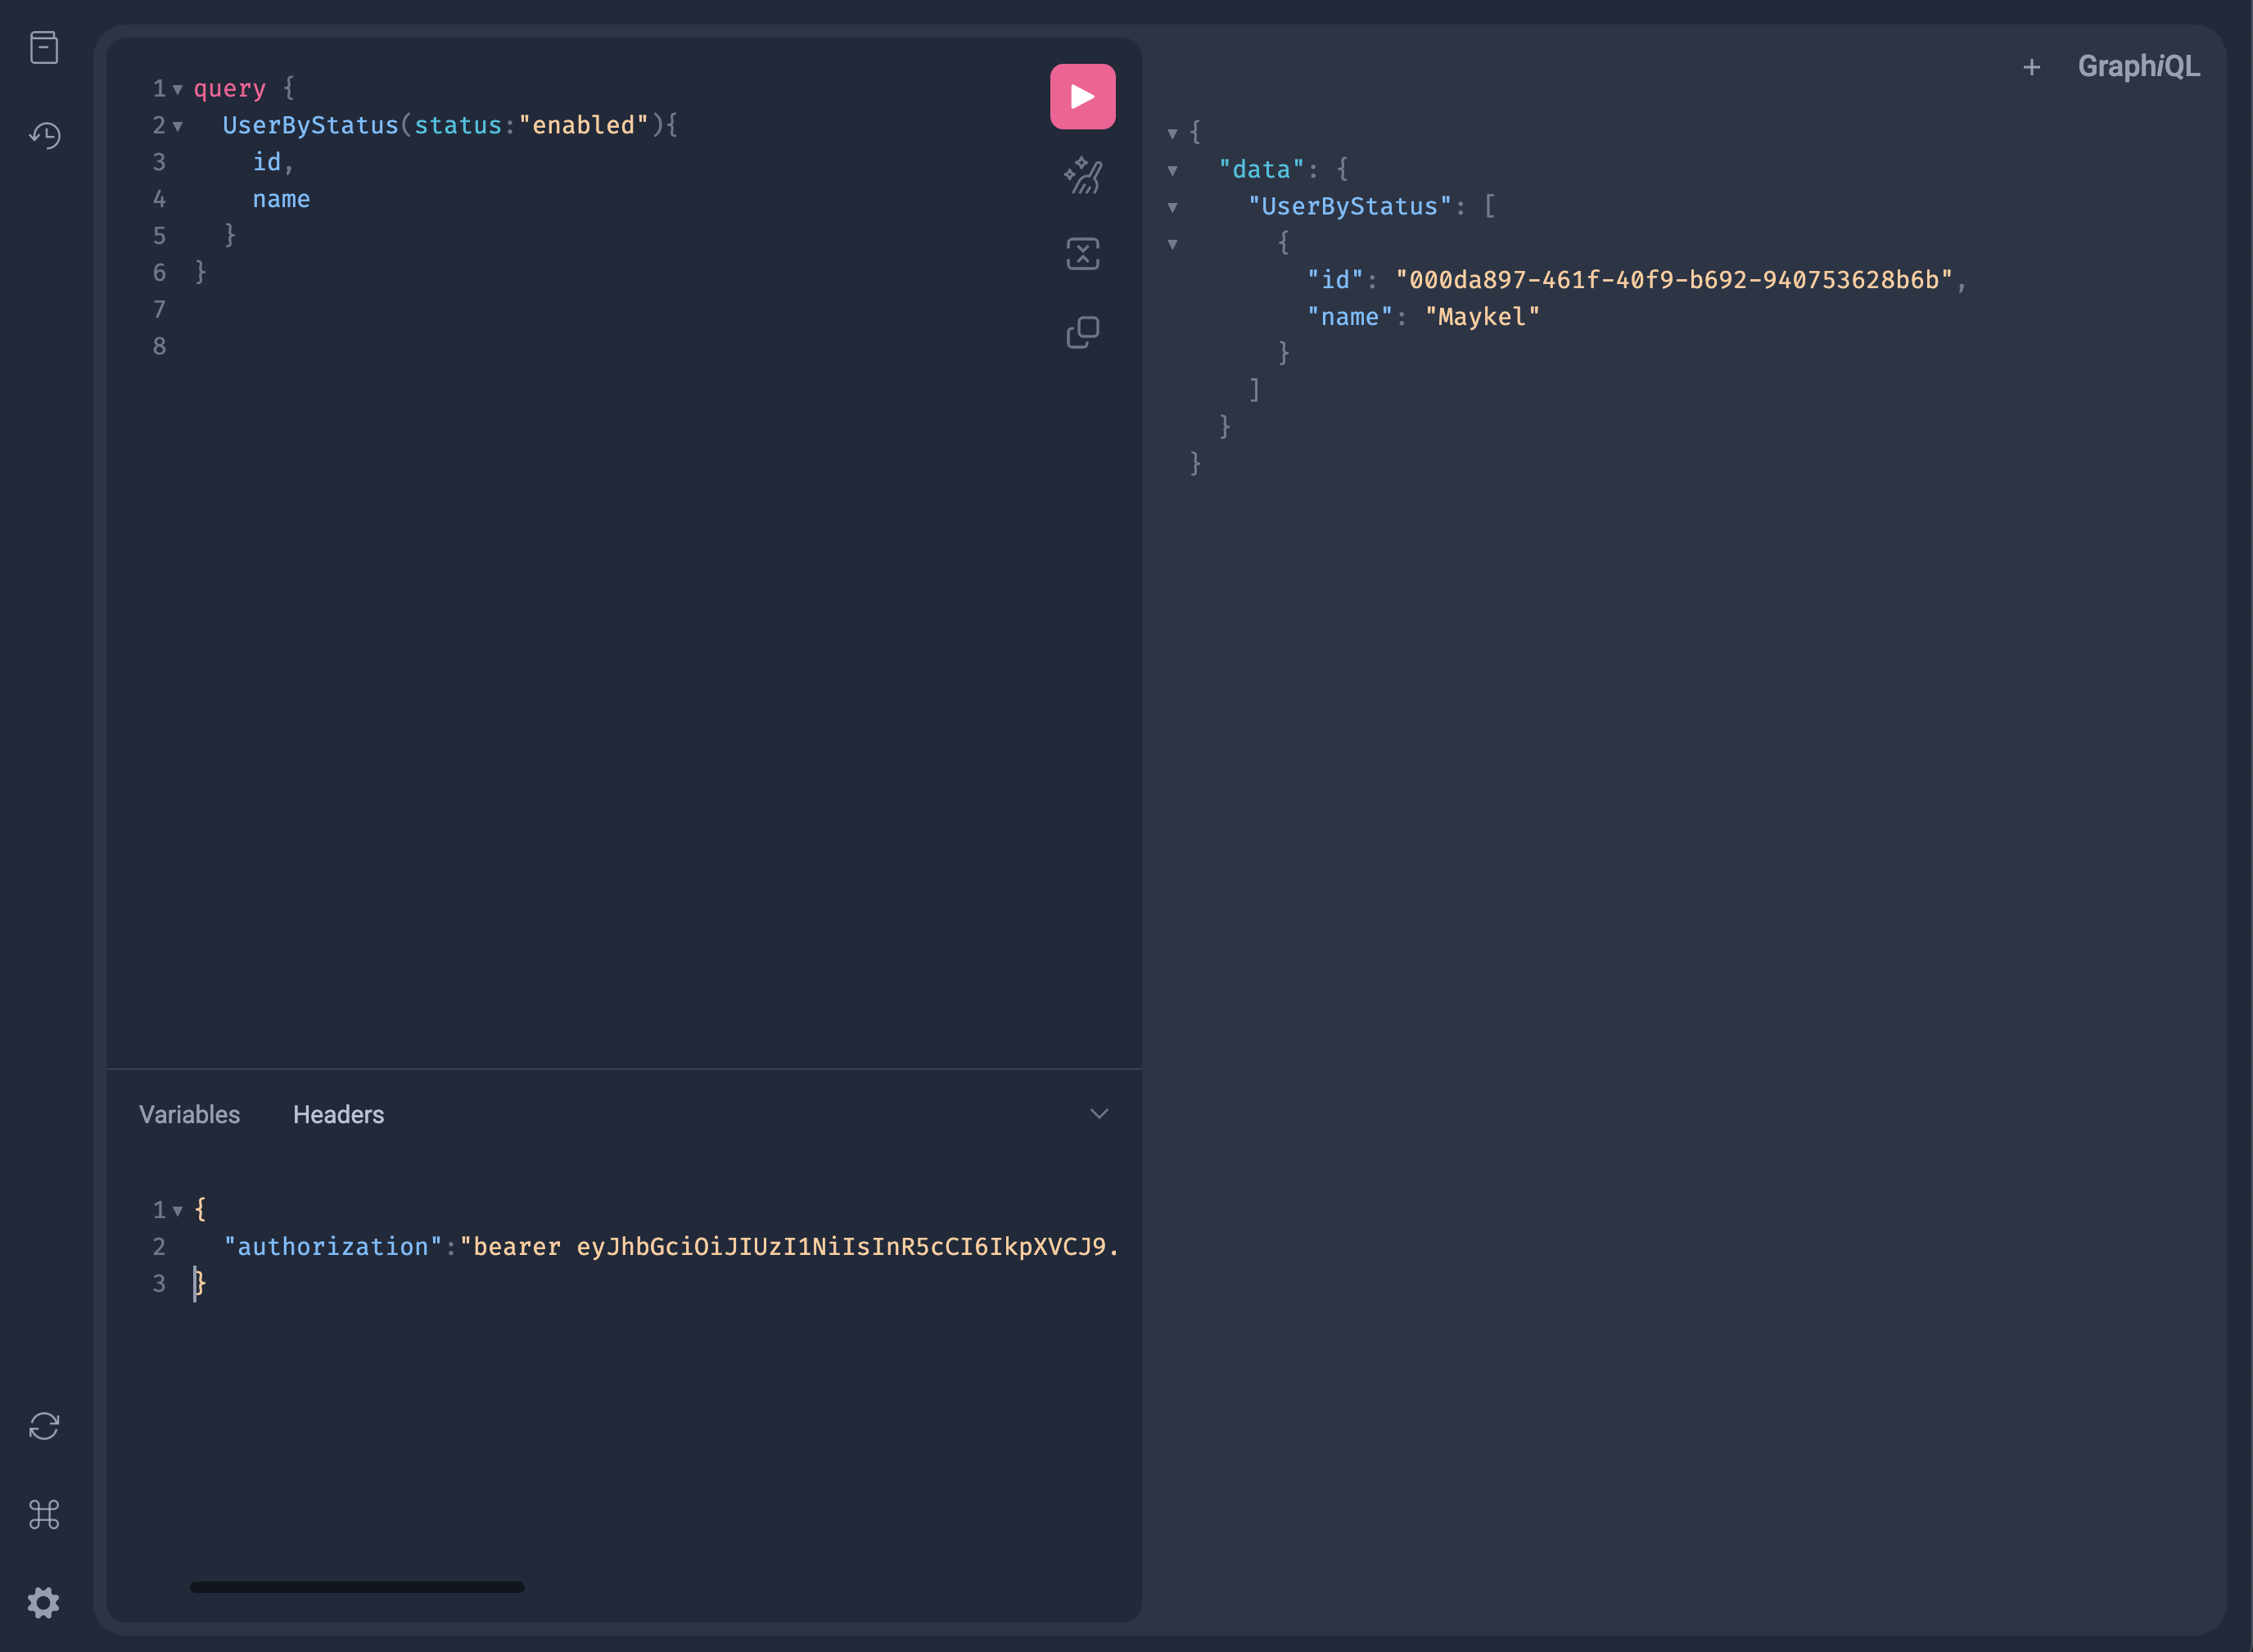 1 query {
2 UserByStatus(status:"enabled"){
3 id,
4 name
5 }
6 }
7
8
Variables Headers
1 {
2 "authorization":"bearer eyJhbGciOiJIUzI1NiIsInR5cCI6IkpXVCJ9.
3 }
+ GraphiQL
{
"data": {
"UserByStatus": [
{
"id": "000da897-461f-40f9-b692-940753628b6b",
"name": "Maykel"
}
]
}
}